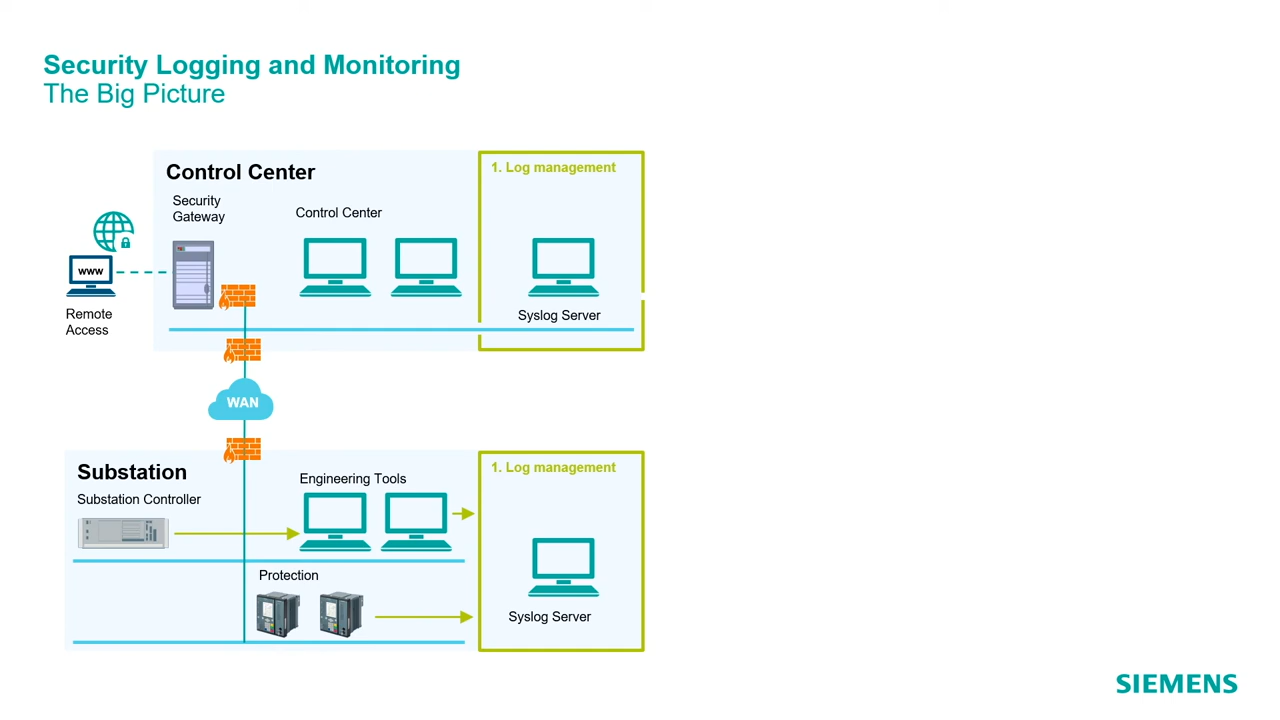 Security Logging and Monitoring
The Big Picture
Control Center
1. Log management
Security
Gateway
Control Center
www
Remote
Access
Syslog Server
WAN
Substation
1. Log management
Substation Controller
Engineering Tools
Protection
Syslog Server
SIEMENS